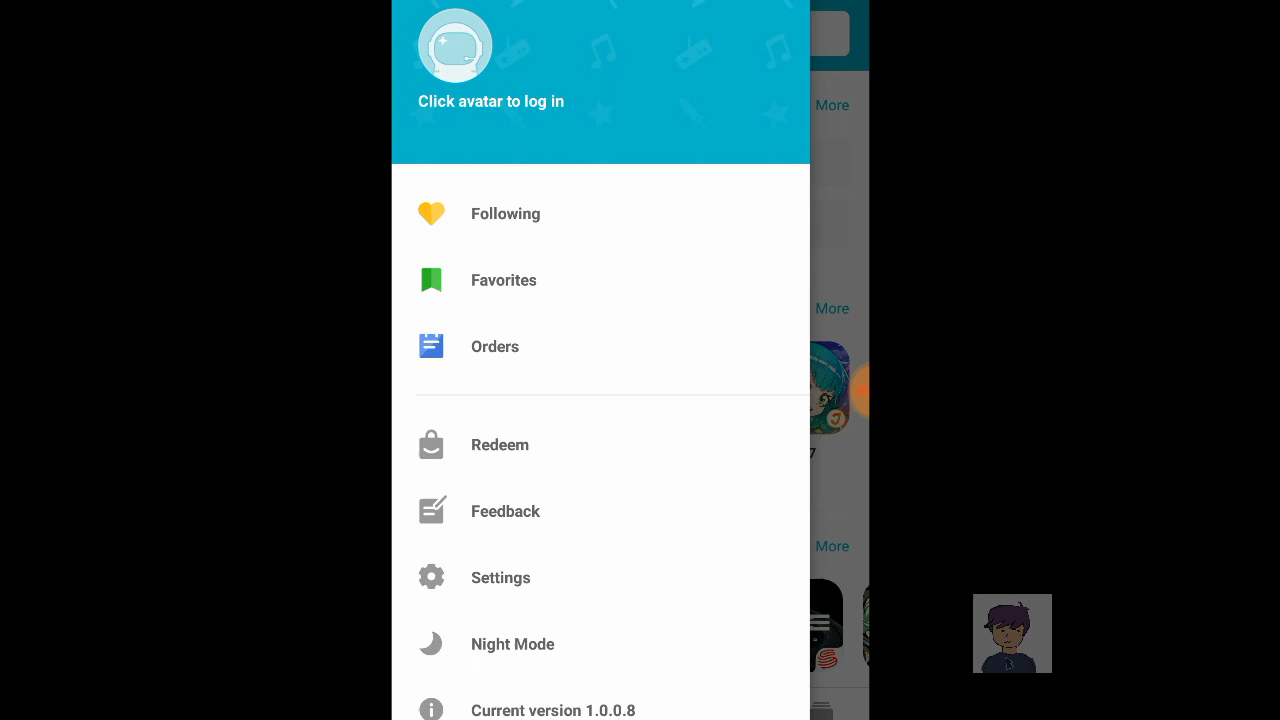 Click avatar to log in
More
Following
Favorites
More
Orders
Redeem
7
Feedback
More
Settings
Night Mode
Current version 1.0.0.8